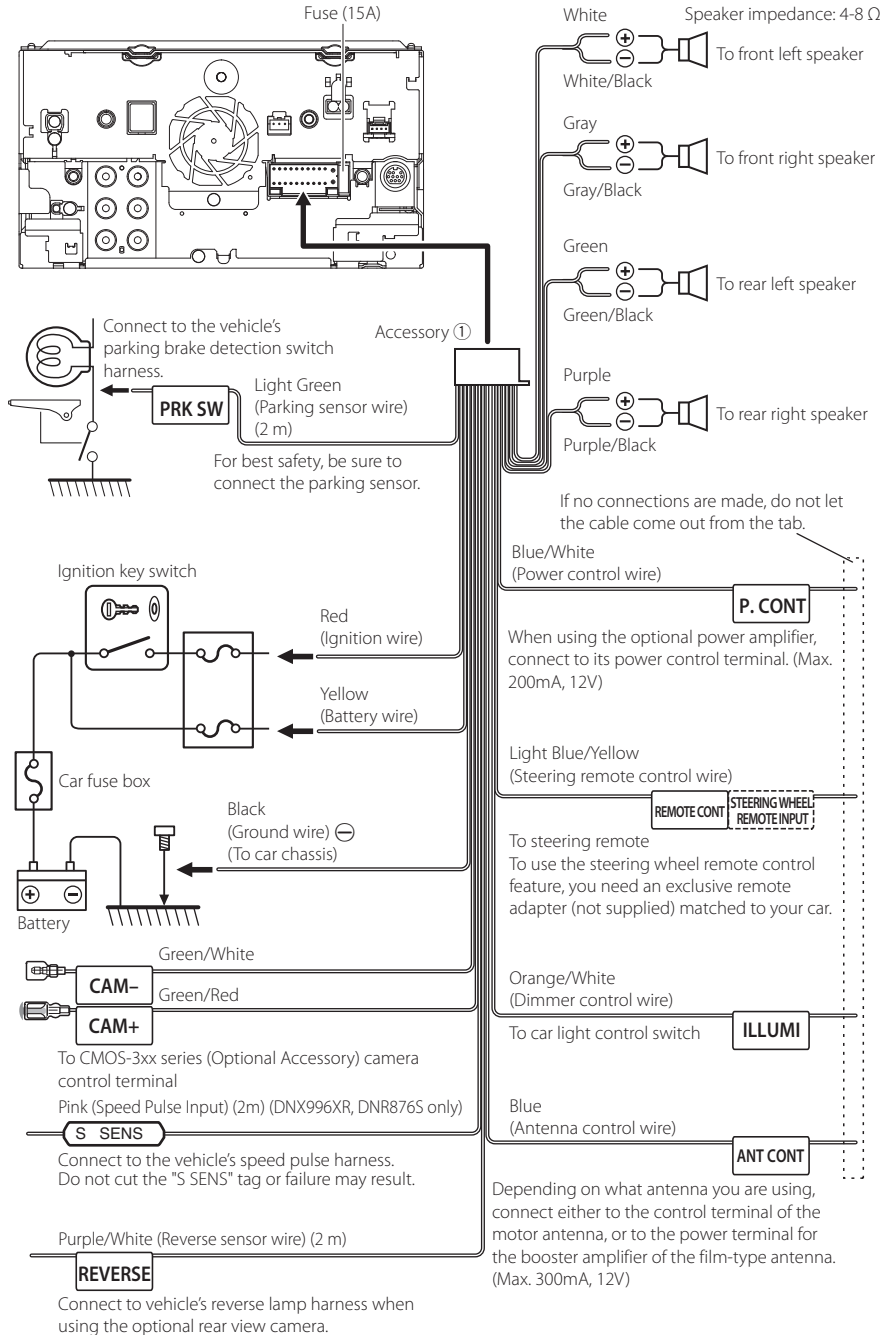 Fuse (15A)
White
Speaker impedance: 4-8 Ω
⊕
To front left speaker
⊖
White/Black
Gray
⊕
To front right speaker
⊖
Gray/Black
Green
⊕
To rear left speaker
⊖
Green/Black
Purple
⊕
To rear right speaker
⊖
Purple/Black
Connect to the vehicle's
parking brake detection switch
harness.
Accessory ①
Light Green
(Parking sensor wire)
(2 m)
PRK SW
For best safety, be sure to
connect the parking sensor.
If no connections are made, do not let
the cable come out from the tab.
Blue/White
(Power control wire)
P. CONT
When using the optional power amplifier,
connect to its power control terminal. (Max.
200mA, 12V)
Ignition key switch
Red
(Ignition wire)
Yellow
(Battery wire)
Car fuse box
Black
(Ground wire) ⊖
(To car chassis)
⊕ ⊖
Battery
Light Blue/Yellow
(Steering remote control wire)
REMOTE CONT
STEERING WHEEL
REMOTE INPUT
To steering remote
To use the steering wheel remote control
feature, you need an exclusive remote
adapter (not supplied) matched to your car.
Green/White
CAM–
Green/Red
CAM+
To CMOS-3xx series (Optional Accessory) camera
control terminal
Orange/White
(Dimmer control wire)
To car light control switch
ILLUMI
Pink (Speed Pulse Input) (2m) (DNX996XR, DNR876S only)
S SENS
Connect to the vehicle's speed pulse harness.
Do not cut the "S SENS" tag or failure may result.
Blue
(Antenna control wire)
ANT CONT
Depending on what antenna you are using,
connect either to the control terminal of the
motor antenna, or to the power terminal for
the booster amplifier of the film-type antenna.
(Max. 300mA, 12V)
Purple/White (Reverse sensor wire) (2 m)
REVERSE
Connect to vehicle's reverse lamp harness when
using the optional rear view camera.